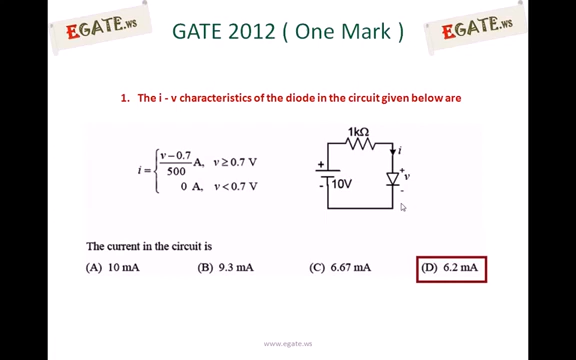 EGATE.WS
GATE 2012 ( One Mark )
EGATE.WS
1. The i - v characteristics of the diode in the circuit given below are
i = { (v−0.7)/500 A, v ≥ 0.7 V
0 A, v < 0.7 V
1kΩ
i
+
+
v
-
- 10V
The current in the circuit is
(A) 10 mA (B) 9.3 mA (C) 6.67 mA (D) 6.2 mA
www.egate.ws